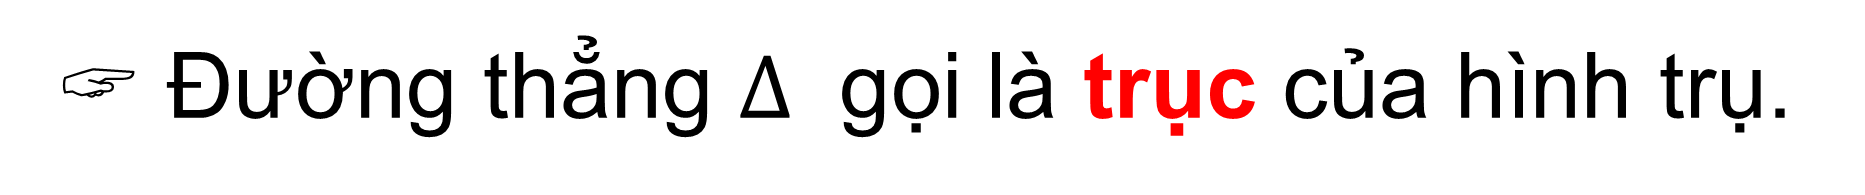 ☞ Đường thẳng Δ gọi là trục của hình trụ.